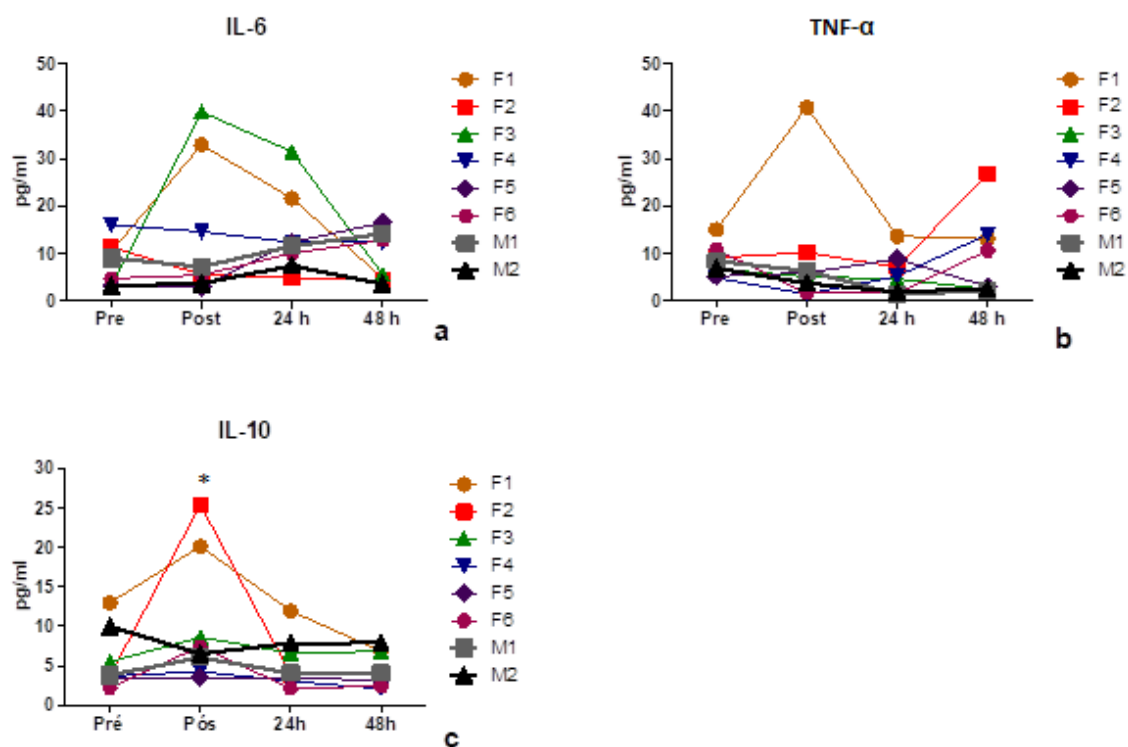 IL-6
50
40
30
20
10
0
pg/ml
Pre Post 24 h 48 h
F1
F2
F3
F4
F5
F6
M1
M2
a
TNF-α
50
40
30
20
10
0
pg/ml
Pre Post 24 h 48 h
F1
F2
F3
F4
F5
F6
M1
M2
b
IL-10
*
30
25
20
15
10
5
0
pg/ml
Pré Pós 24h 48h
F1
F2
F3
F4
F5
F6
M1
M2
c